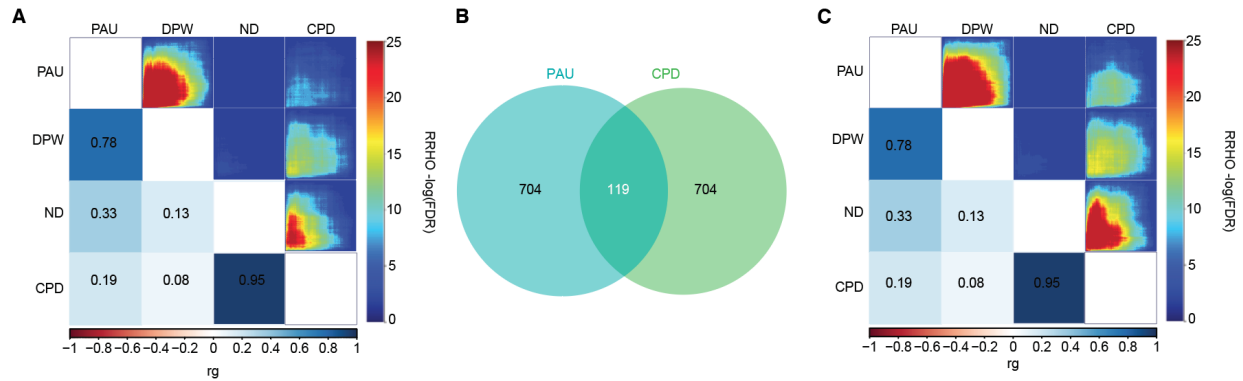 A
PAU DPW ND CPD
PAU
DPW
ND
CPD
0.78
0.33 0.13
0.19 0.08 0.95
−1 −0.8 −0.6 −0.4 −0.2 0 0.2 0.4 0.6 0.8 1
rg
25
20
15
10
5
0
RRHO -log(FDR)
B
PAU CPD
704 119 704
C
PAU DPW ND CPD
PAU
DPW
ND
CPD
0.78
0.33 0.13
0.19 0.08 0.95
−1 −0.8 −0.6 −0.4 −0.2 0 0.2 0.4 0.6 0.8 1
rg
25
20
15
10
5
0
RRHO -log(FDR)